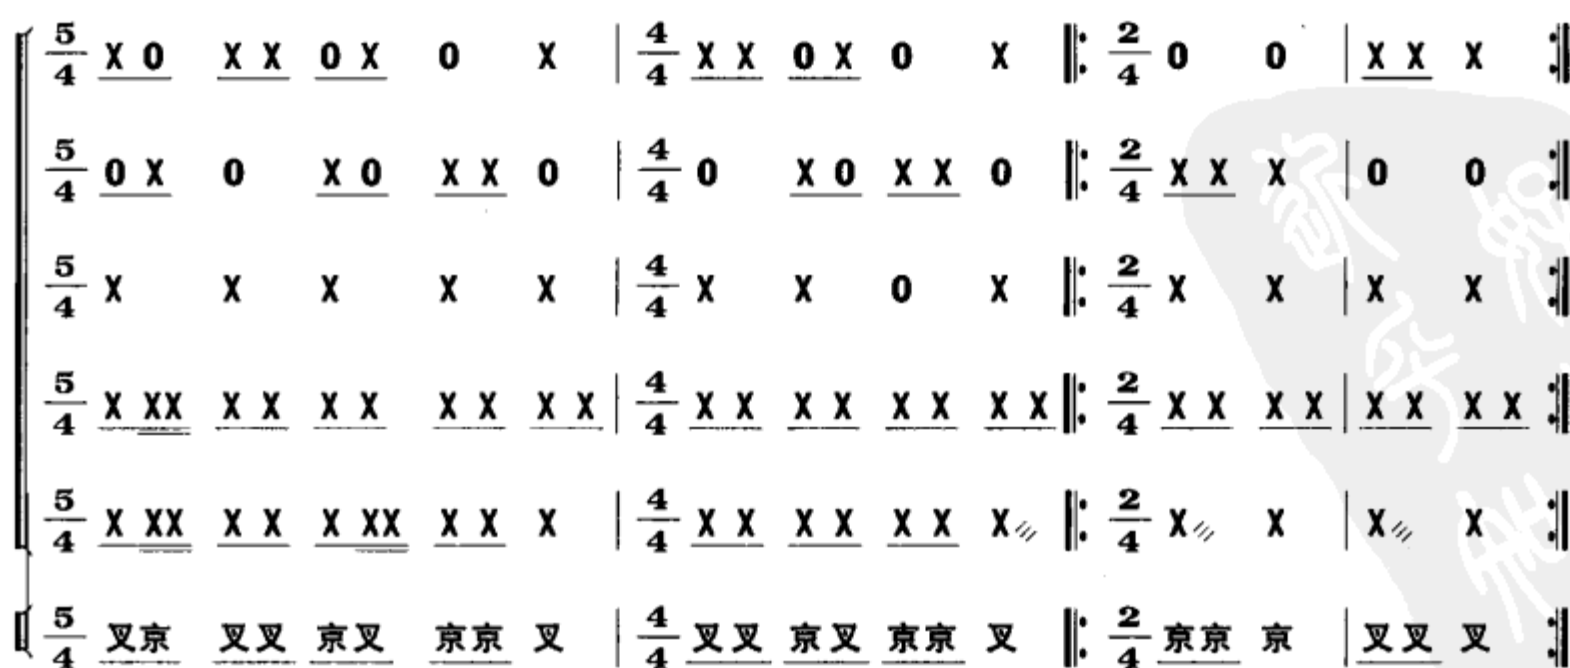 5/4 X 0 X X 0 X 0 X | 4/4 X X 0 X 0 X ‖: 2/4 0 0 | X X X :‖
5/4 0 X 0 X 0 X X 0 | 4/4 0 X 0 X X 0 ‖: 2/4 X X X | 0 0 :‖
5/4 X X X X X | 4/4 X X 0 X ‖: 2/4 X X | X X :‖
5/4 X XX X X X X X X X X | 4/4 X X X X X X X X ‖: 2/4 X X X X | X X X X :‖
5/4 X XX X X X XX X X X | 4/4 X X X X X X X ‖: 2/4 X X | X X :‖
5/4 叉京 叉叉 京叉 京京 叉 | 4/4 叉叉 京叉 京京 叉 ‖: 2/4 京京 京 | 叉叉 叉 :‖